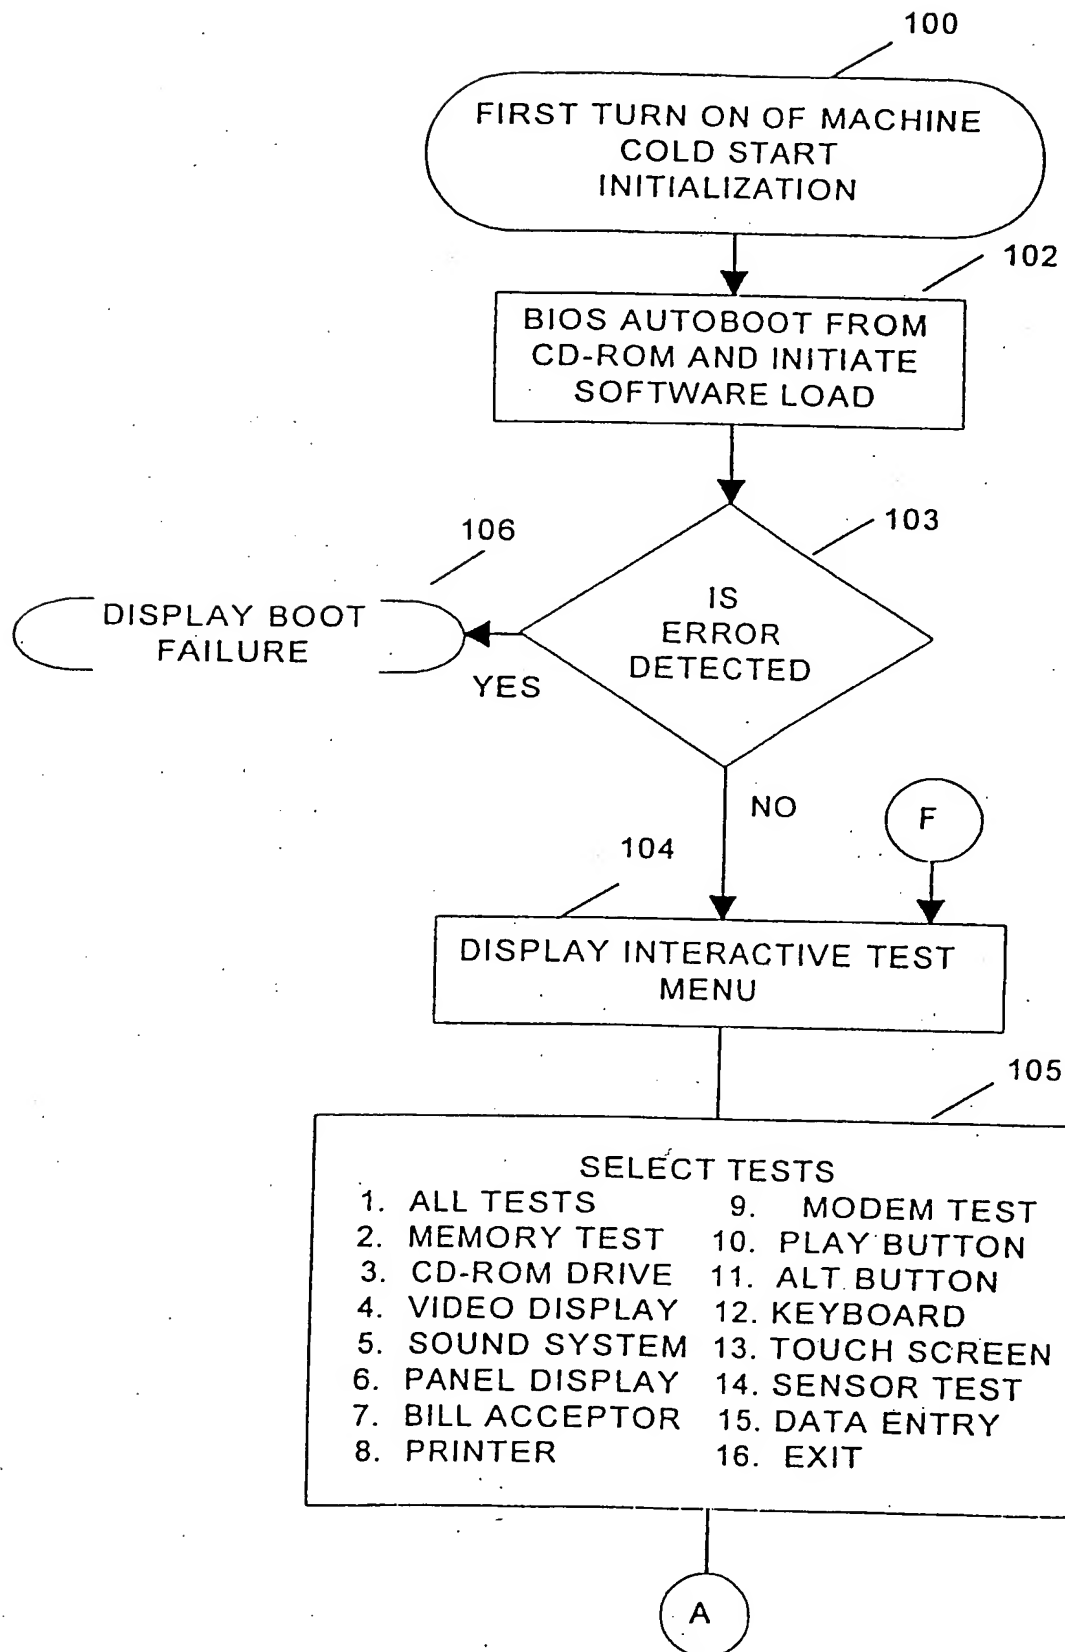 100
FIRST TURN ON OF MACHINE
COLD START
INITIALIZATION
102
BIOS AUTOBOOT FROM
CD-ROM AND INITIATE
SOFTWARE LOAD
103
106
IS
ERROR
DETECTED
DISPLAY BOOT
FAILURE
YES
NO
F
104
DISPLAY INTERACTIVE TEST
MENU
105
SELECT TESTS
1. ALL TESTS
2. MEMORY TEST
3. CD-ROM DRIVE
4. VIDEO DISPLAY
5. SOUND SYSTEM
6. PANEL DISPLAY
7. BILL ACCEPTOR
8. PRINTER
9. MODEM TEST
10. PLAY BUTTON
11. ALT BUTTON
12. KEYBOARD
13. TOUCH SCREEN
14. SENSOR TEST
15. DATA ENTRY
16. EXIT
A